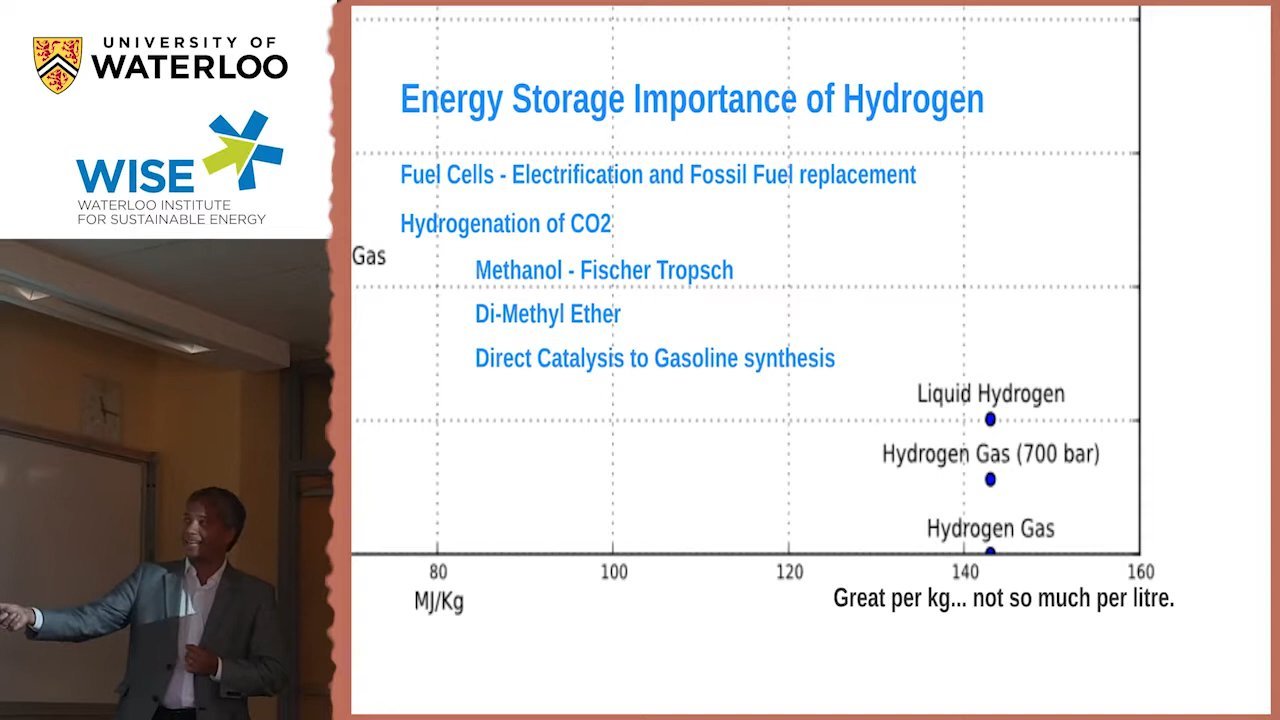 UNIVERSITY OF
WATERLOO
WISE
WATERLOO INSTITUTE
FOR SUSTAINABLE ENERGY
Energy Storage Importance of Hydrogen
Fuel Cells - Electrification and Fossil Fuel replacement
Hydrogenation of CO2
Gas
Methanol - Fischer Tropsch
Di-Methyl Ether
Direct Catalysis to Gasoline synthesis
Liquid Hydrogen
Hydrogen Gas (700 bar)
Hydrogen Gas
80 100 120 140 160
MJ/Kg
Great per kg... not so much per litre.